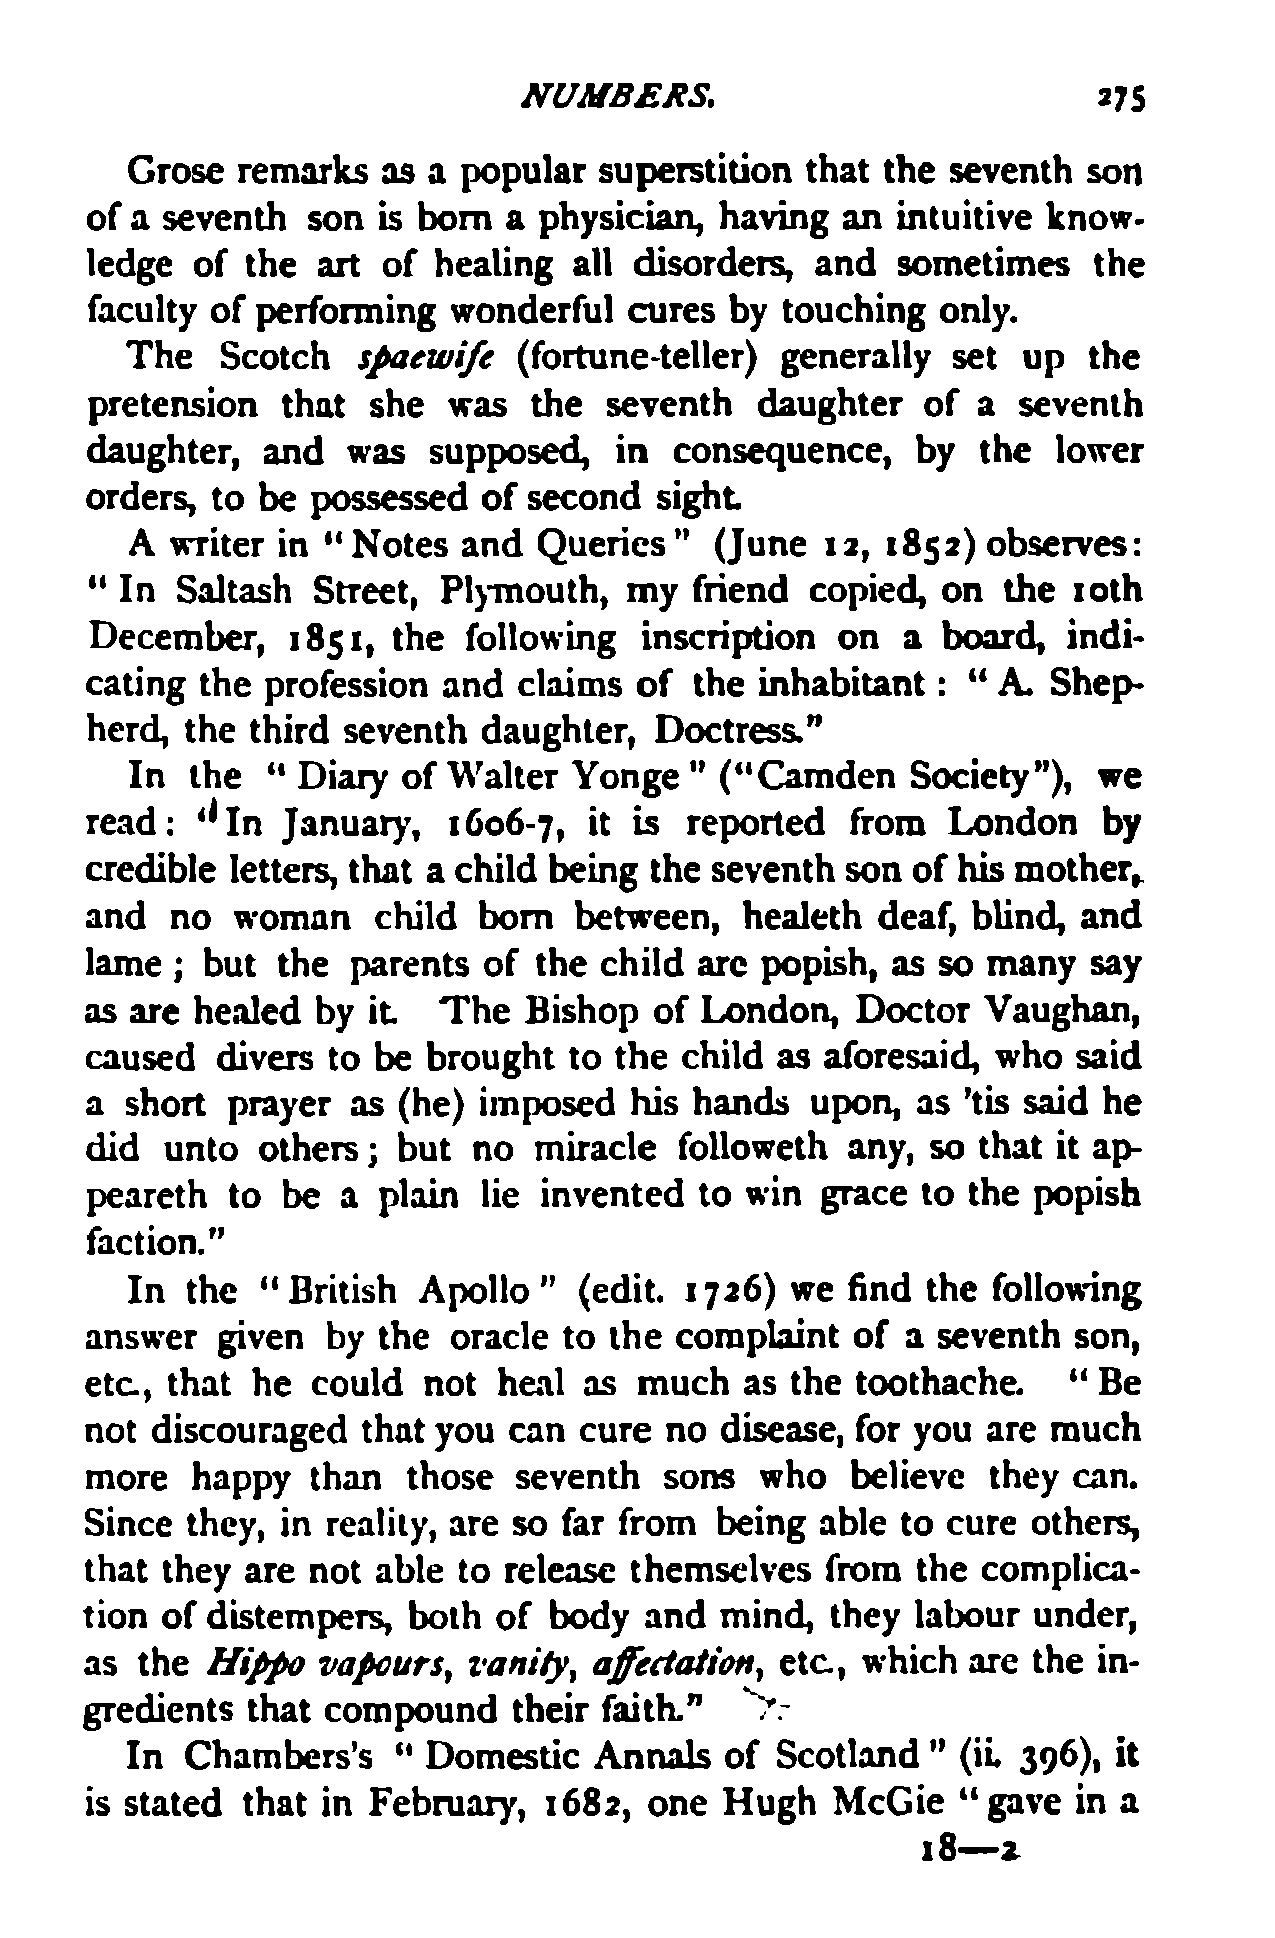 NUMBERS. 275
Grose remarks as a popular superstition that the seventh son
of a seventh son is born a physician, having an intuitive know-
ledge of the art of healing all disorders, and sometimes the
faculty of performing wonderful cures by touching only.
The Scotch spaewife (fortune-teller) generally set up the
pretension that she was the seventh daughter of a seventh
daughter, and was supposed, in consequence, by the lower
orders, to be possessed of second sight.
A writer in "Notes and Queries" (June 12, 1852) observes:
"In Saltash Street, Plymouth, my friend copied, on the 10th
December, 1851, the following inscription on a board, indi-
cating the profession and claims of the inhabitant: "A. Shep-
herd, the third seventh daughter, Doctress."
In the "Diary of Walter Yonge" ("Camden Society"), we
read: "In January, 1606-7, it is reported from London by
credible letters, that a child being the seventh son of his mother,
and no woman child born between, healeth deaf, blind, and
lame; but the parents of the child are popish, as so many say
as are healed by it. The Bishop of London, Doctor Vaughan,
caused divers to be brought to the child as aforesaid, who said
a short prayer as (he) imposed his hands upon, as 'tis said he
did unto others; but no miracle followeth any, so that it ap-
peareth to be a plain lie invented to win grace to the popish
faction."
In the "British Apollo" (edit. 1726) we find the following
answer given by the oracle to the complaint of a seventh son,
etc., that he could not heal as much as the toothache. "Be
not discouraged that you can cure no disease, for you are much
more happy than those seventh sons who believe they can.
Since they, in reality, are so far from being able to cure others,
that they are not able to release themselves from the complica-
tion of distempers, both of body and mind, they labour under,
as the Hippo vapours, vanity, affectation, etc., which are the in-
gredients that compound their faith."
In Chambers's "Domestic Annals of Scotland" (ii. 396), it
is stated that in February, 1682, one Hugh McGie "gave in a
18—2